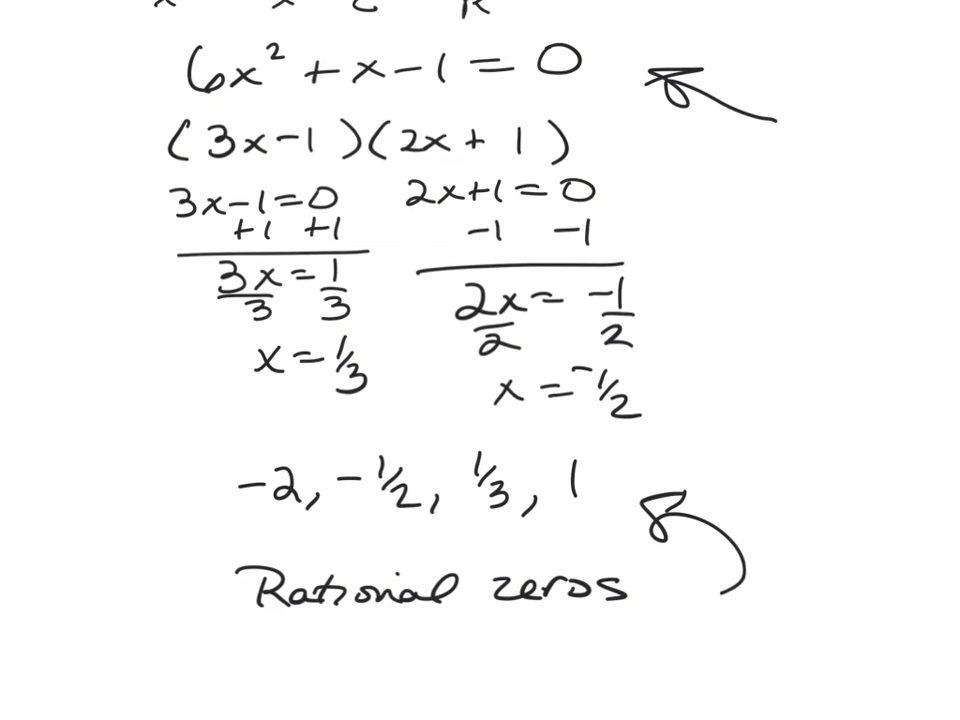 6x² + x - 1 = 0
(3x-1)(2x+1)
3x-1=0
+1 +1
3x/3 = 1/3
x = 1/3
2x+1=0
-1 -1
2x/2 = -1/2
x = -1/2
-2, -1/2, 1/3, 1
Rational zeros